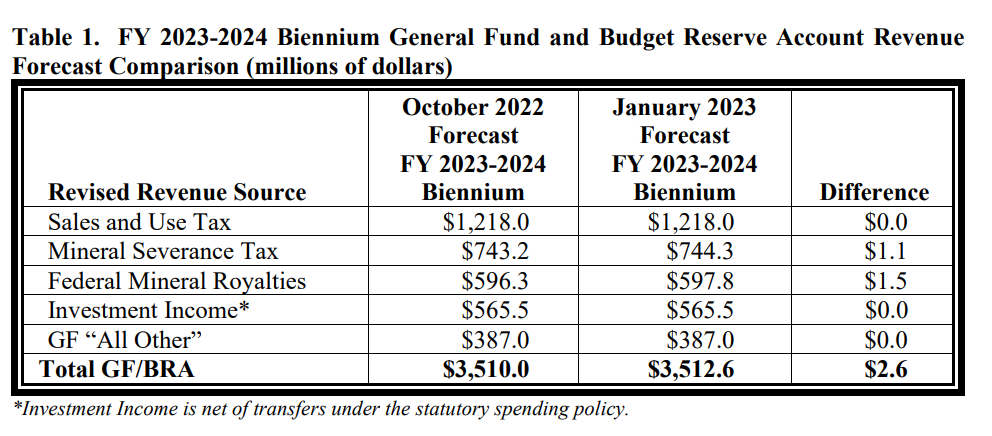 Table 1. FY 2023-2024 Biennium General Fund and Budget Reserve Account Revenue
Forecast Comparison (millions of dollars)
Revised Revenue Source October 2022 Forecast FY 2023-2024 Biennium January 2023 Forecast FY 2023-2024 Biennium Difference
Sales and Use Tax $1,218.0 $1,218.0 $0.0
Mineral Severance Tax $743.2 $744.3 $1.1
Federal Mineral Royalties $596.3 $597.8 $1.5
Investment Income* $565.5 $565.5 $0.0
GF “All Other” $387.0 $387.0 $0.0
Total GF/BRA $3,510.0 $3,512.6 $2.6
*Investment Income is net of transfers under the statutory spending policy.